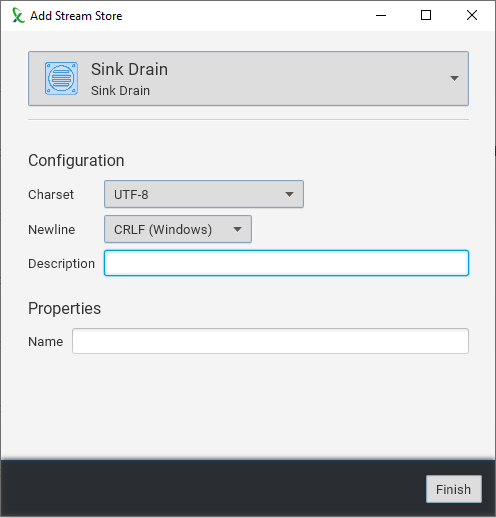 Add Stream Store
Sink Drain
Sink Drain
Configuration
Charset UTF-8
Newline CRLF (Windows)
Description
Properties
Name
Finish